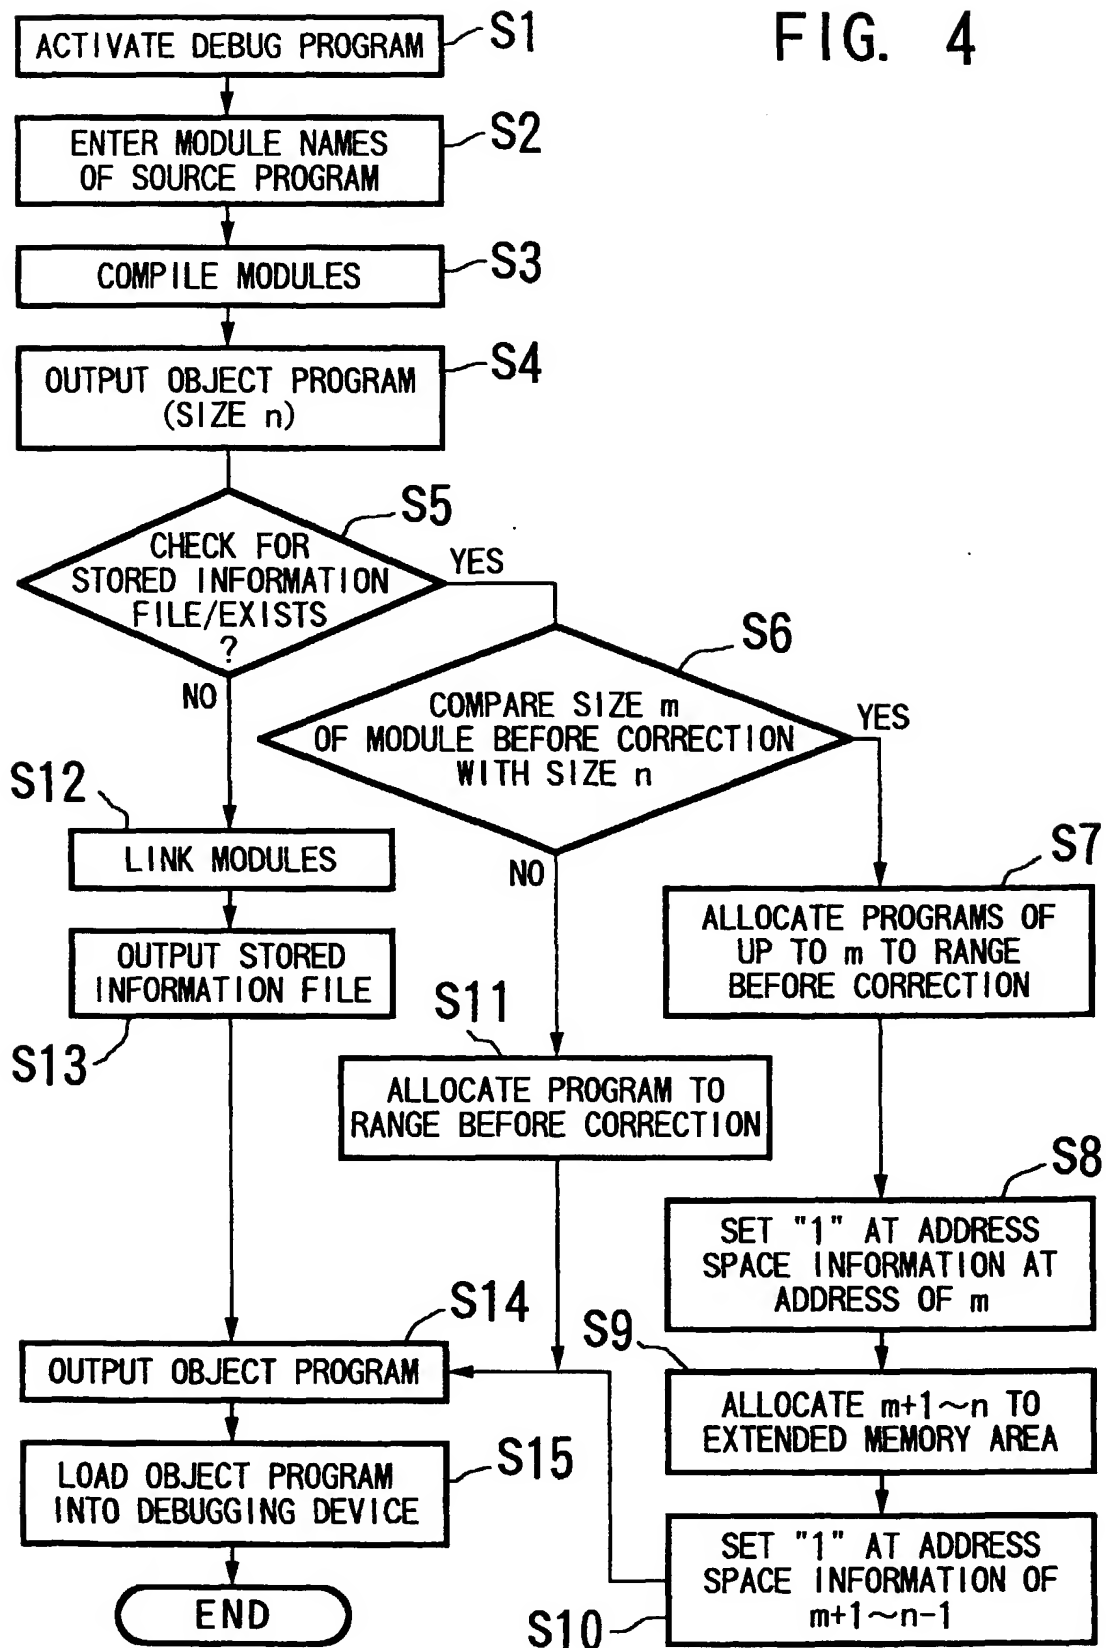 FIG. 4
ACTIVATE DEBUG PROGRAM
S1
ENTER MODULE NAMES
OF SOURCE PROGRAM
S2
COMPILE MODULES
S3
OUTPUT OBJECT PROGRAM
(SIZE n)
S4
CHECK FOR
STORED INFORMATION
FILE/EXISTS
?
S5
YES
NO
COMPARE SIZE m
OF MODULE BEFORE CORRECTION
WITH SIZE n
S6
YES
NO
S12
LINK MODULES
OUTPUT STORED
INFORMATION FILE
S13
S11
ALLOCATE PROGRAM TO
RANGE BEFORE CORRECTION
S7
ALLOCATE PROGRAMS OF
UP TO m TO RANGE
BEFORE CORRECTION
S8
SET "1" AT ADDRESS
SPACE INFORMATION AT
ADDRESS OF m
S9
ALLOCATE m+1~n TO
EXTENDED MEMORY AREA
SET "1" AT ADDRESS
SPACE INFORMATION OF
m+1~n-1
S10
S14
OUTPUT OBJECT PROGRAM
LOAD OBJECT PROGRAM
INTO DEBUGGING DEVICE
S15
END